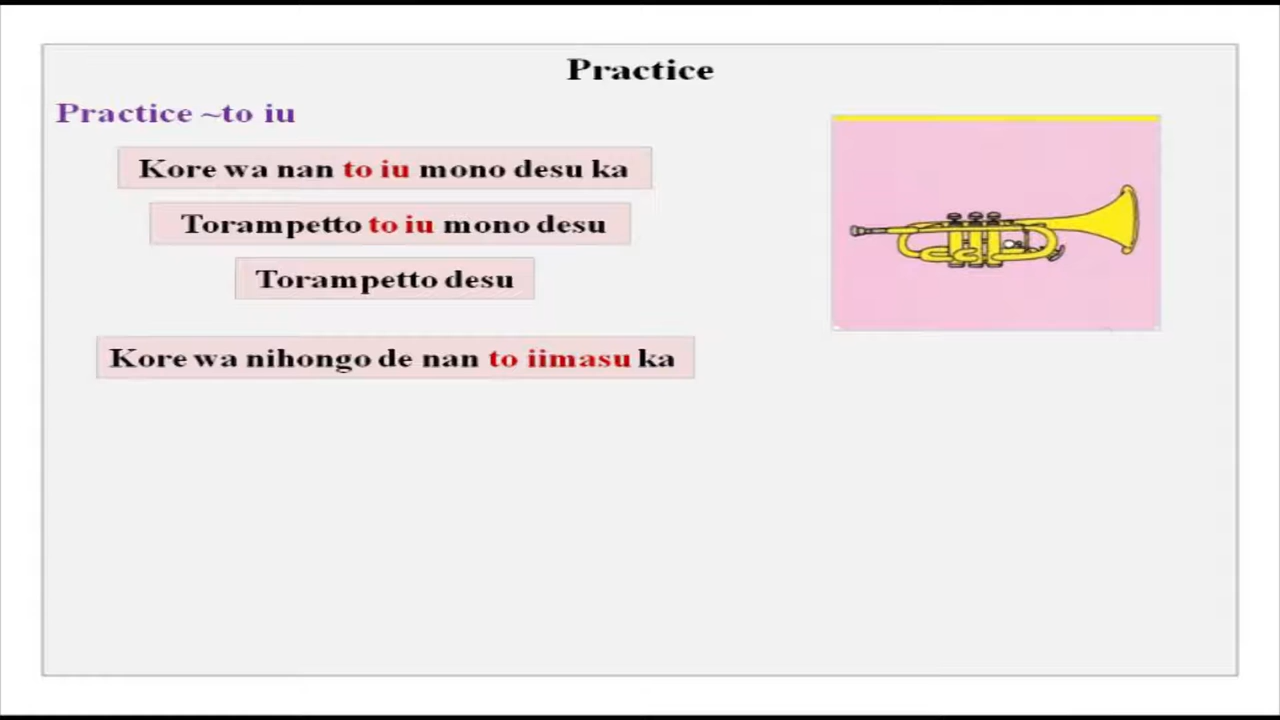 Practice
Practice ~to iu
Kore wa nan to iu mono desu ka
Torampetto to iu mono desu
Torampetto desu
Kore wa nihongo de nan to iimasu ka